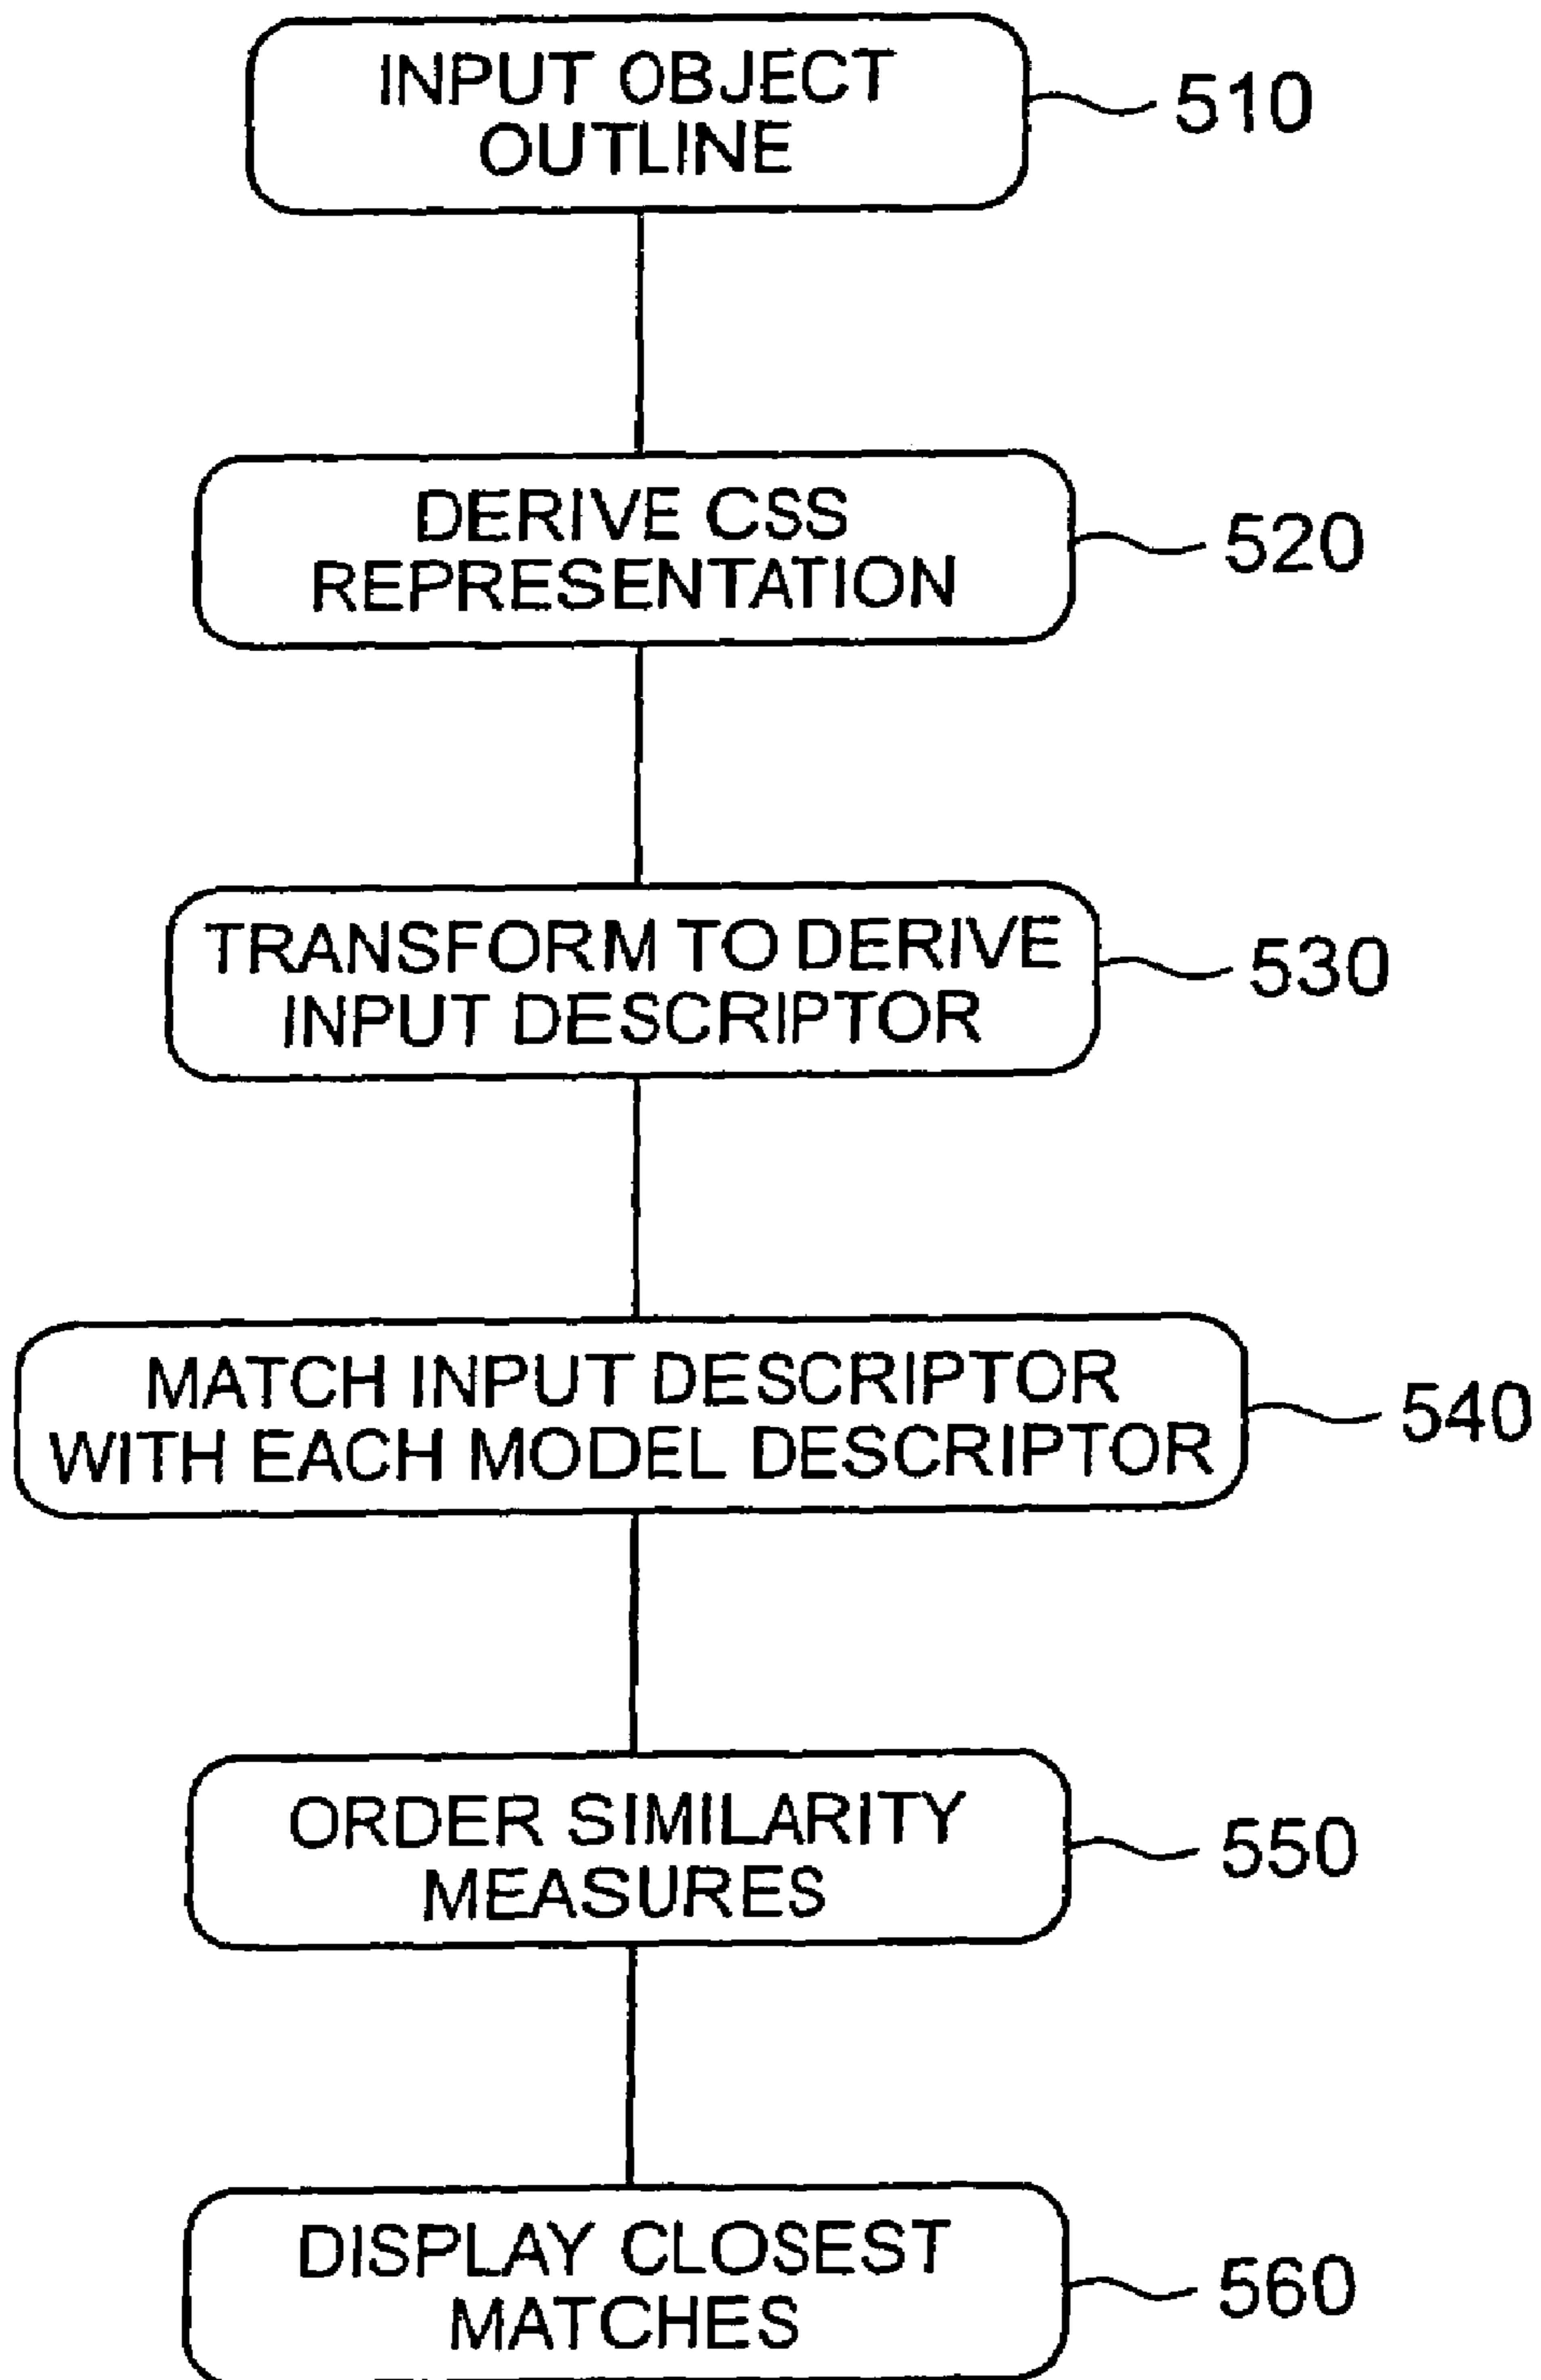 INPUT OBJECT
OUTLINE
510
DERIVE CSS
REPRESENTATION
520
TRANSFORM TO DERIVE
INPUT DESCRIPTOR
530
MATCH INPUT DESCRIPTOR
WITH EACH MODEL DESCRIPTOR
540
ORDER SIMILARITY
MEASURES
550
DISPLAY CLOSEST
MATCHES
560